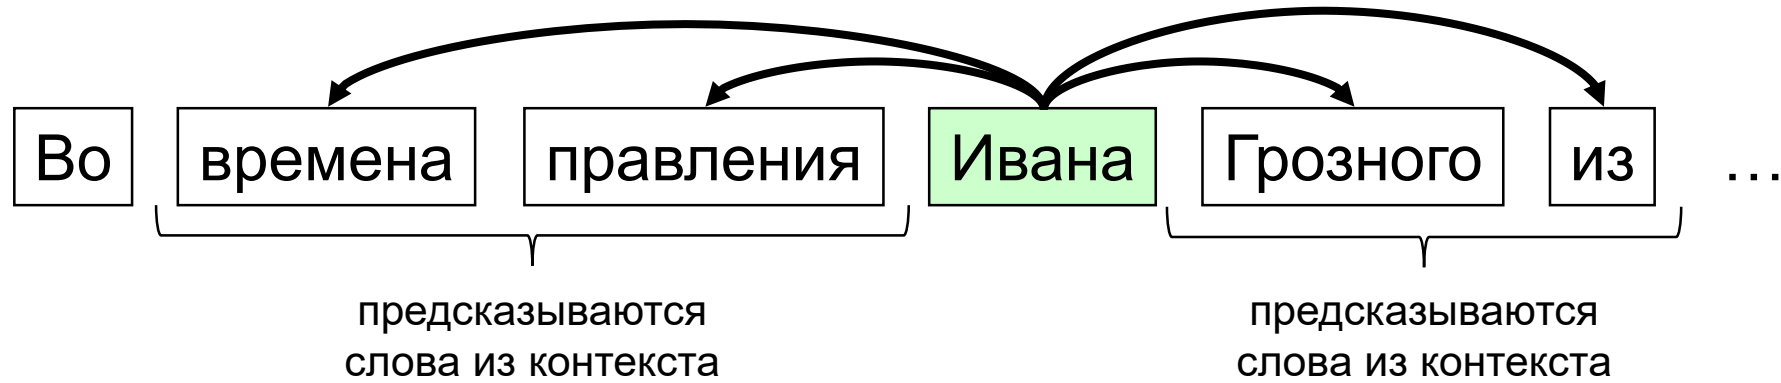 Во времена правления Ивана Грозного из ...
предсказываются
слова из контекста
предсказываются
слова из контекста